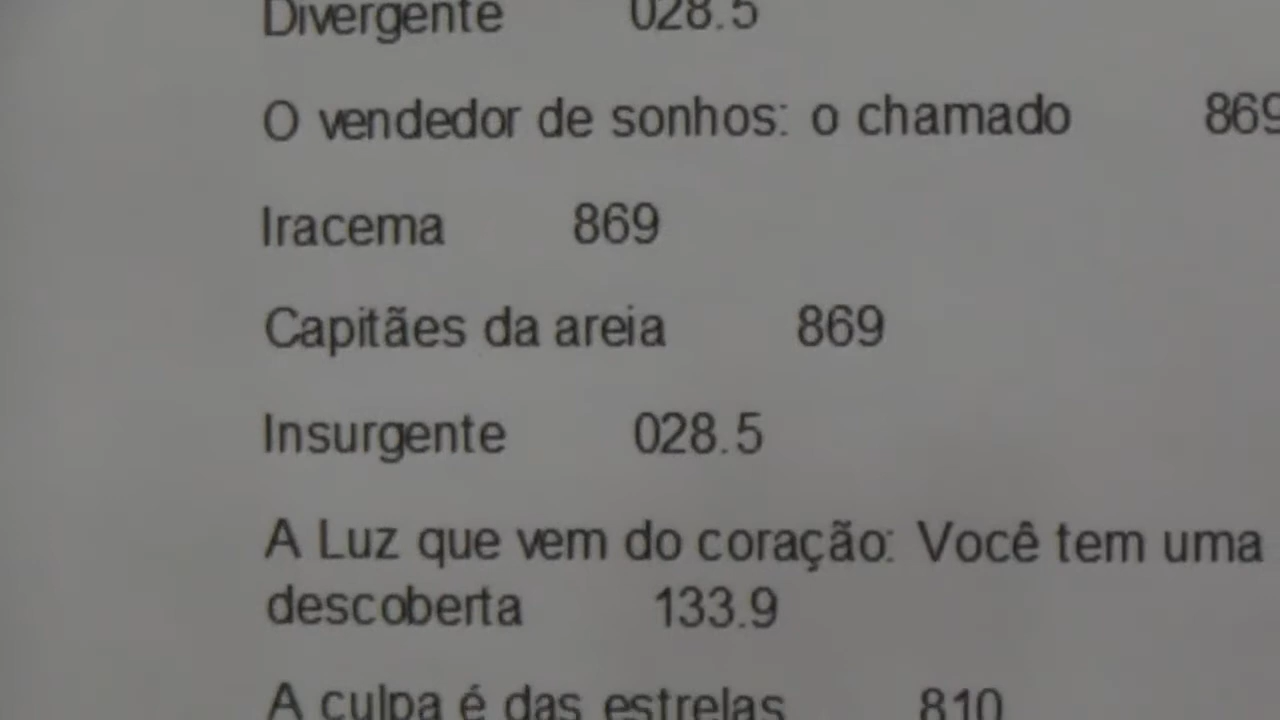 Divergente 028.5
O vendedor de sonhos: o chamado 869
Iracema 869
Capitães da areia 869
Insurgente 028.5
A Luz que vem do coração: Você tem uma
descoberta 133.9
A culpa é das estrelas 810